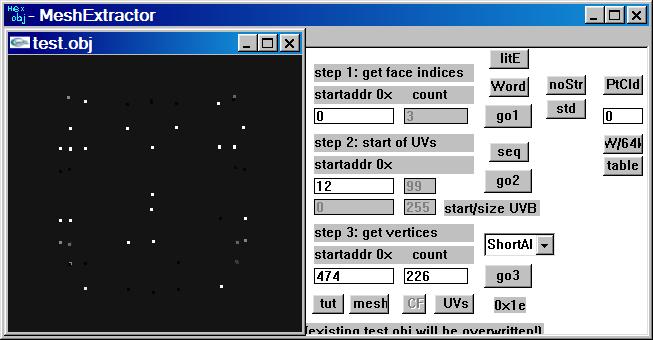 Hex
obj - MeshExtractor
test.obj
litE
step 1: get face indices
Word
noStr
PtCld
startaddr 0x count
std
0
3
go1
0
step 2: start of UVs
seq
W/64k
startaddr 0x
table
12
99
go2
0
255
start/size UVB
step 3: get vertices
ShortAl
startaddr 0x count
474
226
go3
tut
mesh
CF
UVs
0x1e
(existing test.obj will be overwritten!)